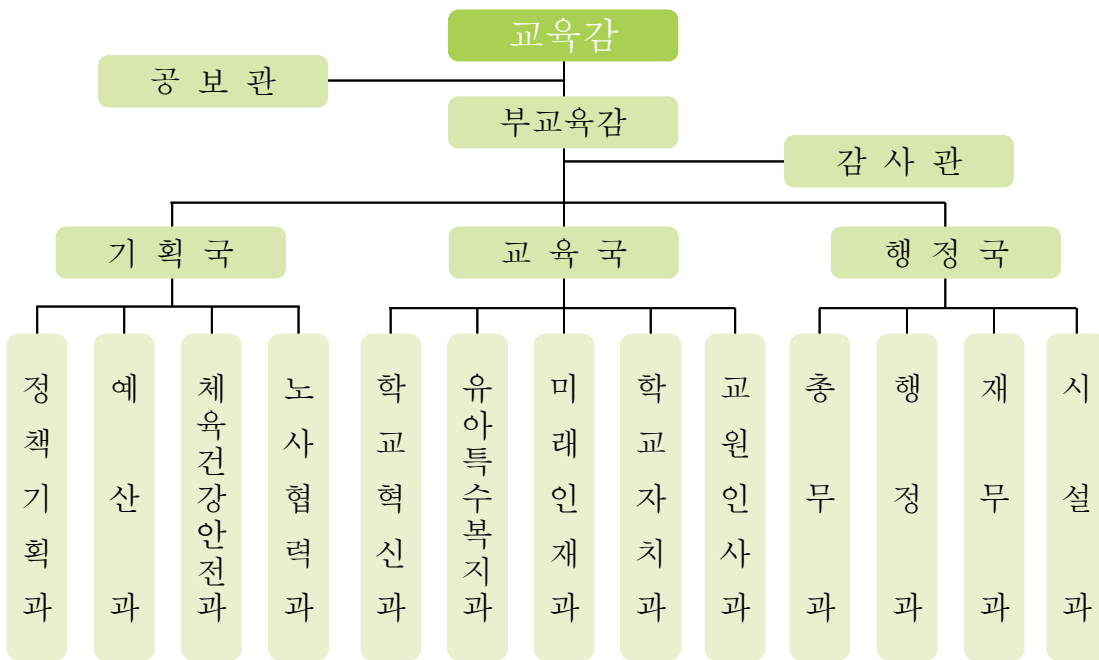 교육감
공 보 관
부교육감
감 사 관
기 획 국
교 육 국
행 정 국
정책기획과
예산과
체육건강안전과
노사협력과
학교혁신과
유아특수복지과
미래인재과
학교자치과
교원인사과
총무과
행정과
재무과
시설과